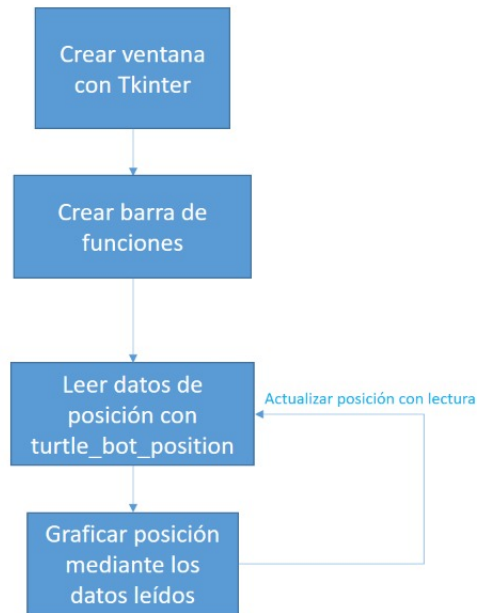 Crear ventana
con Tkinter
Crear barra de
funciones
Leer datos de
posición con
turtle_bot_position
Actualizar posición con lectura
Graficar posición
mediante los
datos leídos